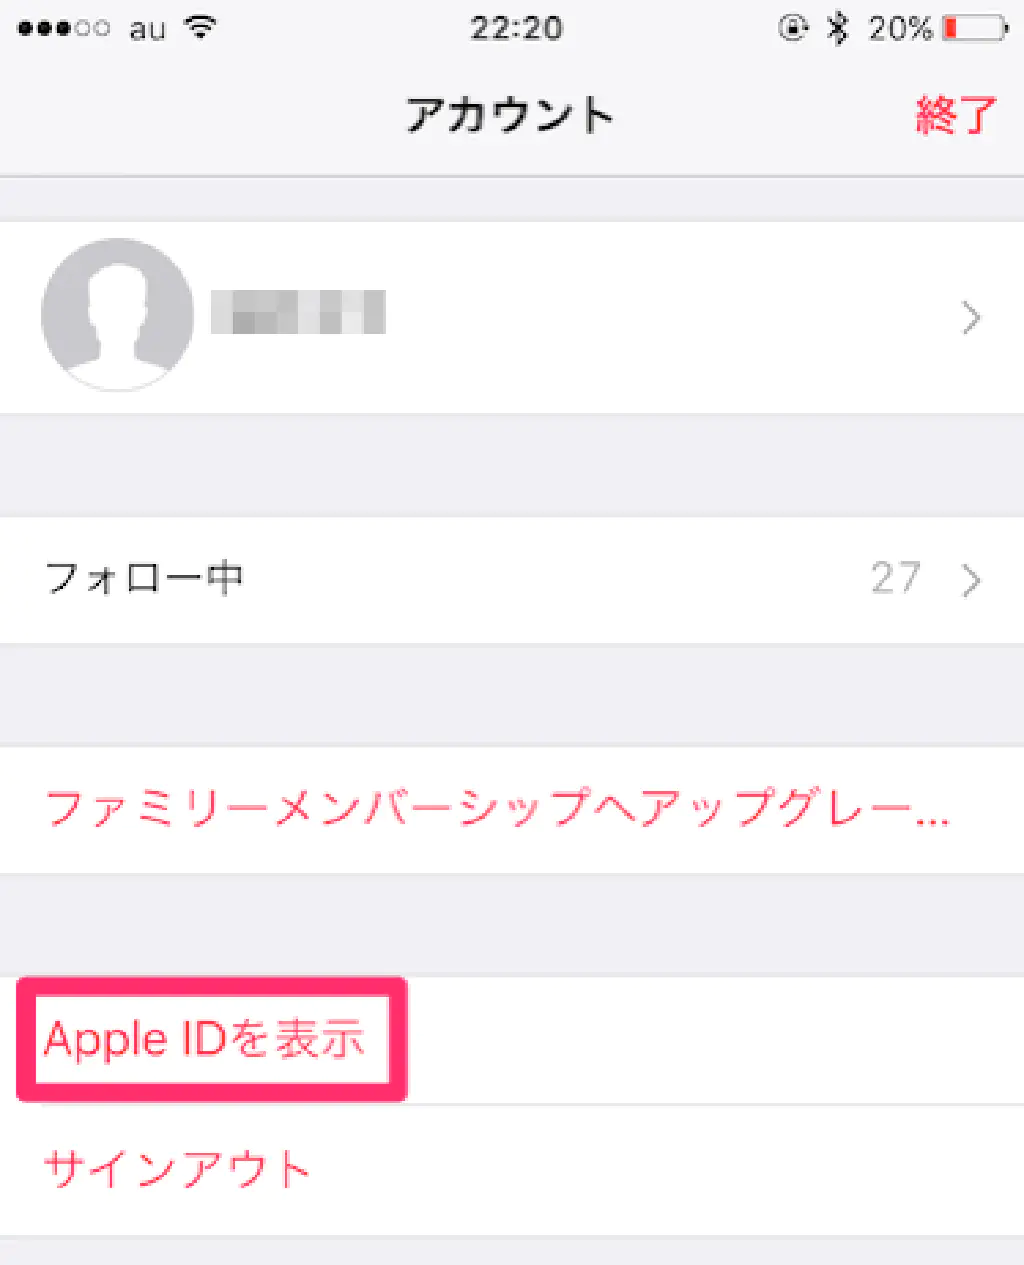 au 22:20 20%
アカウント 終了
フォロー中 27
ファミリーメンバーシップへアップグレー...
Apple IDを表示
サインアウト